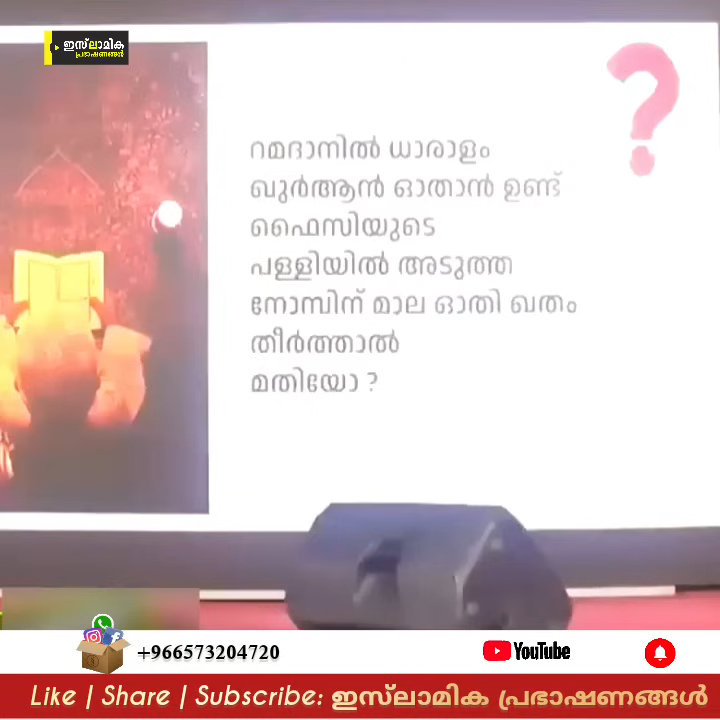 ഇസ്‌ലാമിക
പ്രഭാഷണങ്ങൾ
?
റമദാനിൽ ധാരാളം
ഖുർആൻ ഓതാൻ ഉണ്ട്
ഫൈസിയുടെ
പള്ളിയിൽ അടുത്ത
നോമ്പിന് മാല ഓതി ഖതം
തീർത്താൽ
മതിയോ ?
+966573204720
YouTube
Like | Share | Subscribe: ഇസ്‌ലാമിക പ്രഭാഷണങ്ങൾ